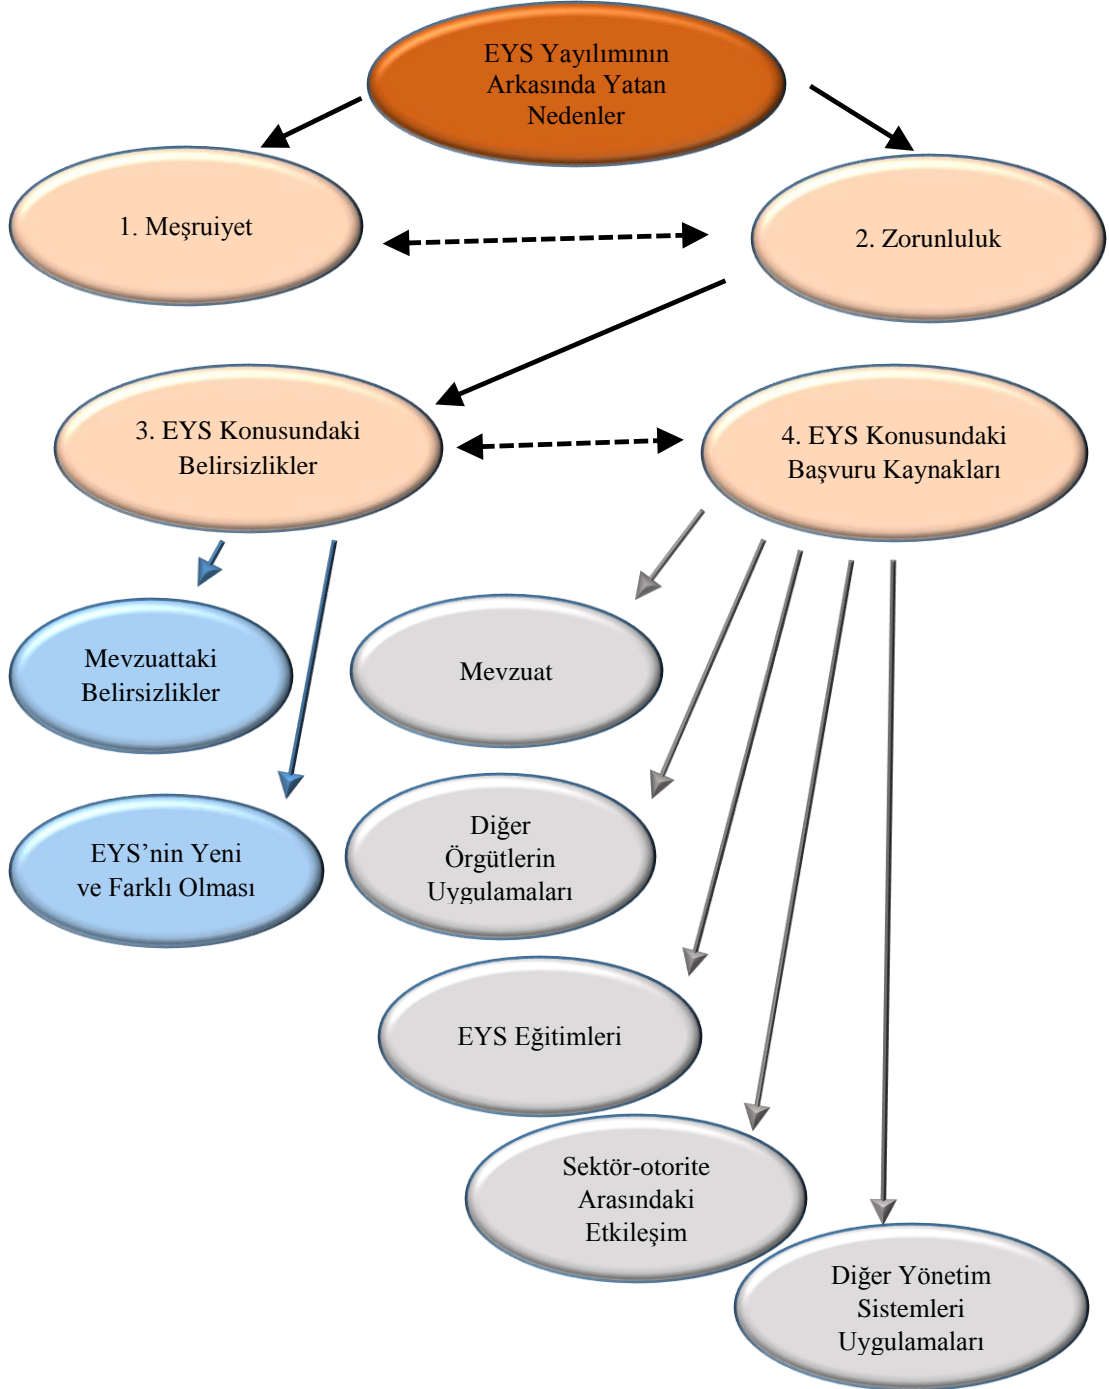 EYS Yayılımının
Arkasında Yatan
Nedenler
1. Meşruiyet
2. Zorunluluk
3. EYS Konusundaki
Belirsizlikler
4. EYS Konusundaki
Başvuru Kaynakları
Mevzuattaki
Belirsizlikler
Mevzuat
EYS’nin Yeni
ve Farklı Olması
Diğer
Örgütlerin
Uygulamaları
EYS Eğitimleri
Sektör-otorite
Arasındaki
Etkileşim
Diğer Yönetim
Sistemleri
Uygulamaları